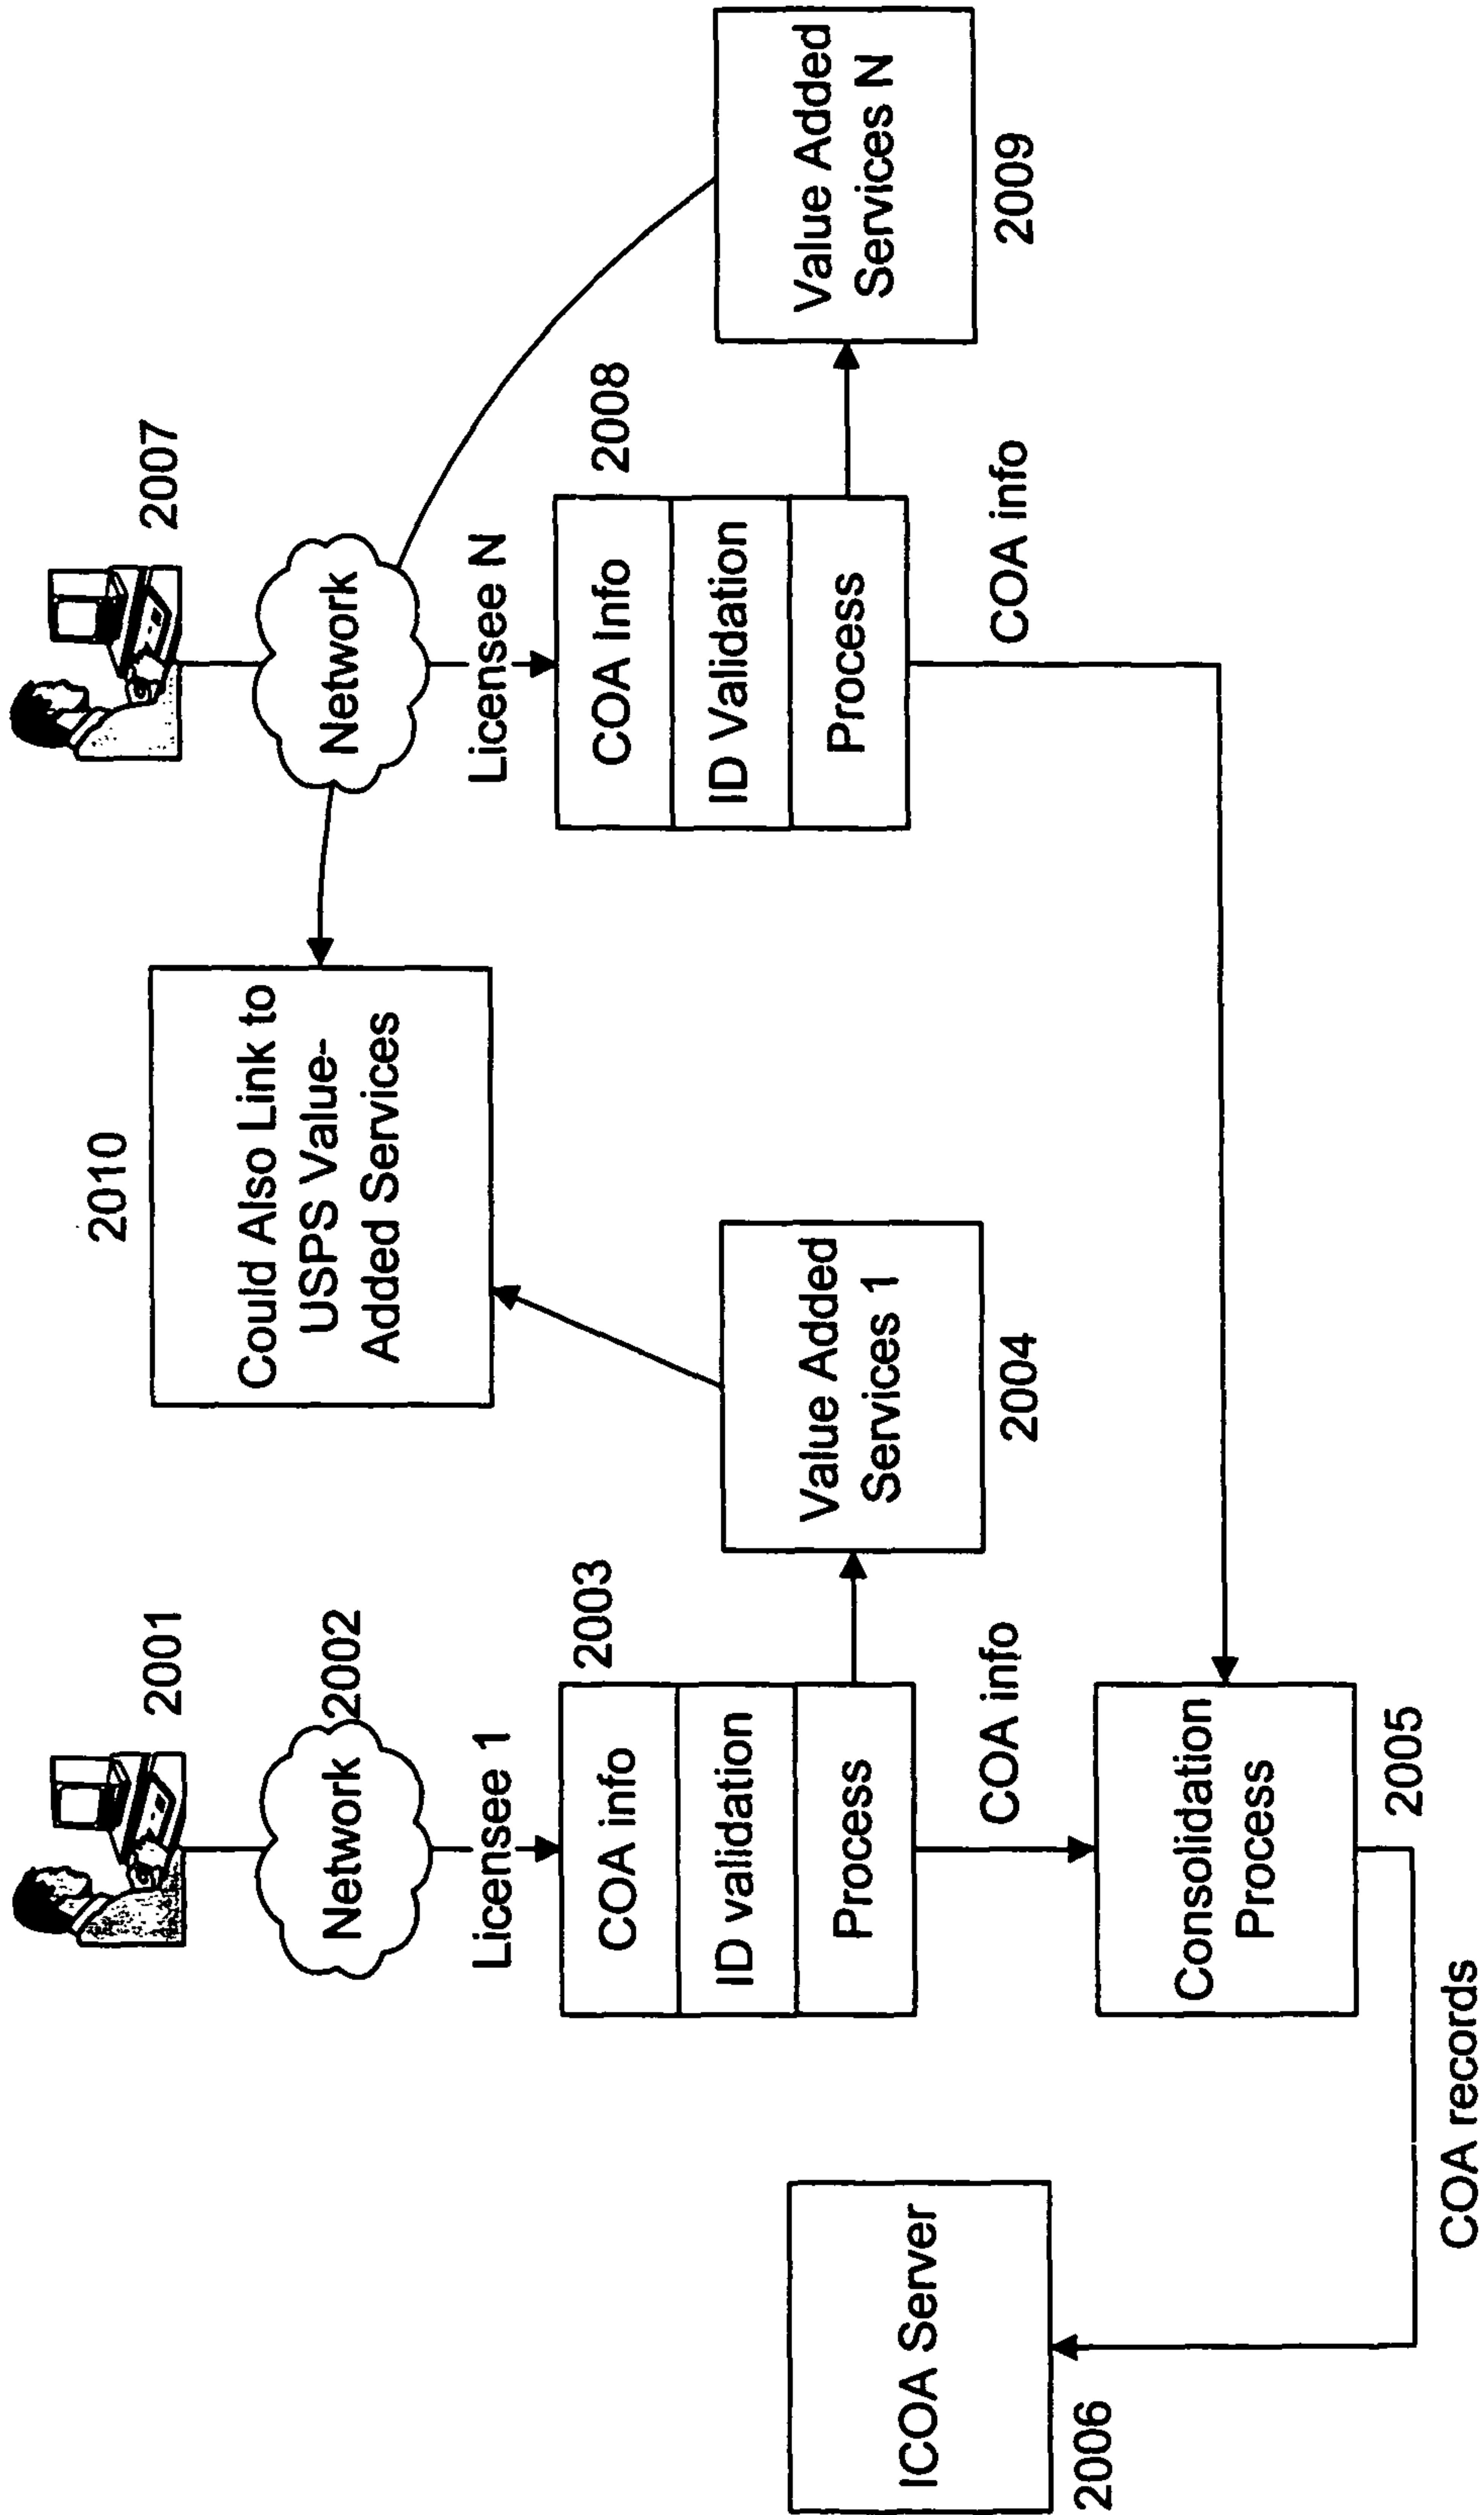 2001
Network
2002
Licensee 1
2003
COA info
ID validation
Process
COA info
Value Added
Services 1
2004
Consolidation
Process
2005
COA records
ICOA Server
2006
2010
Could Also Link to
USPS Value-
Added Services
2007
Network
Licensee N
2008
COA Info
ID Validation
Process
COA info
Value Added
Services N
2009